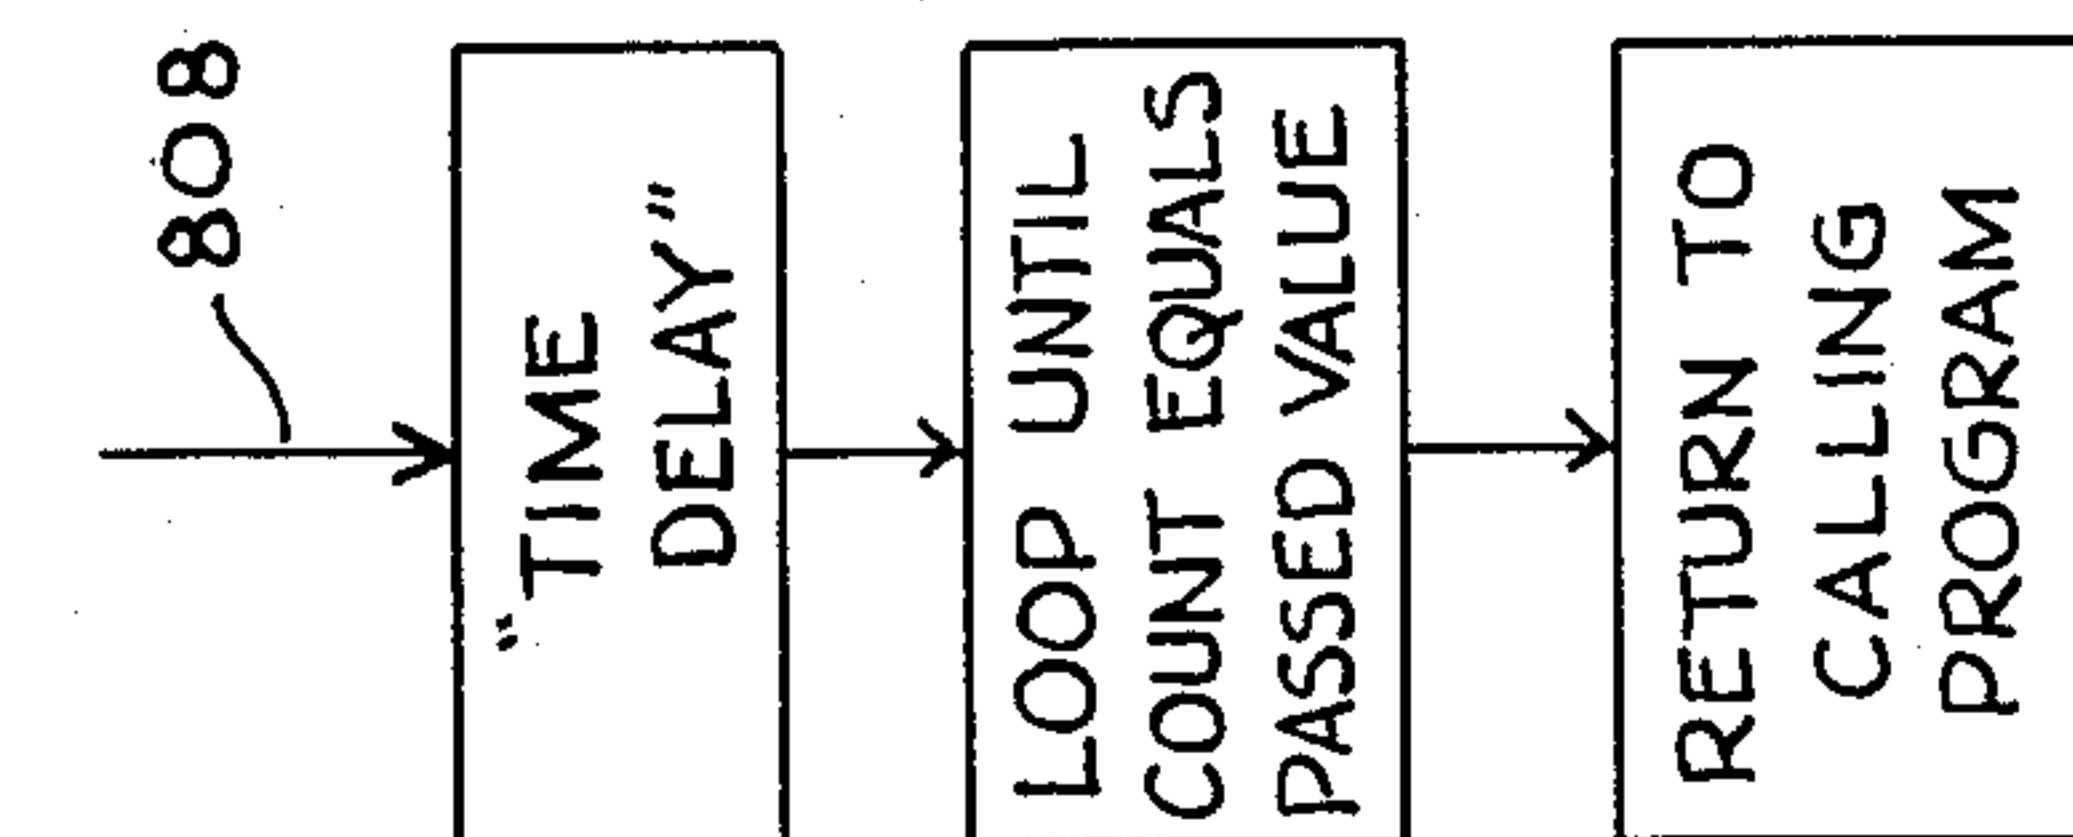 808
"TIME
DELAY"
LOOP UNTIL
COUNT EQUALS
PASSED VALUE
RETURN TO
CALLING
PROGRAM